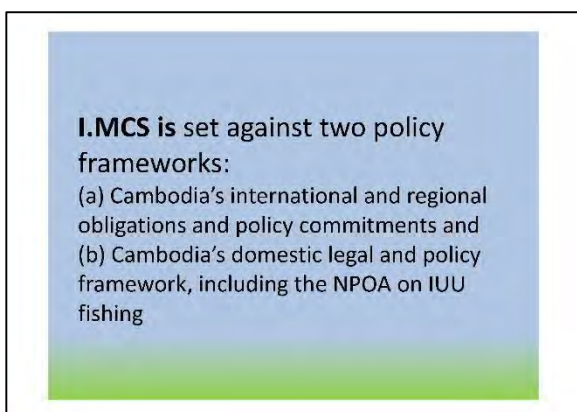 I.MCS is set against two policy
frameworks:
(a) Cambodia's international and regional
obligations and policy commitments and
(b) Cambodia's domestic legal and policy
framework, including the NPOA on IUU
fishing